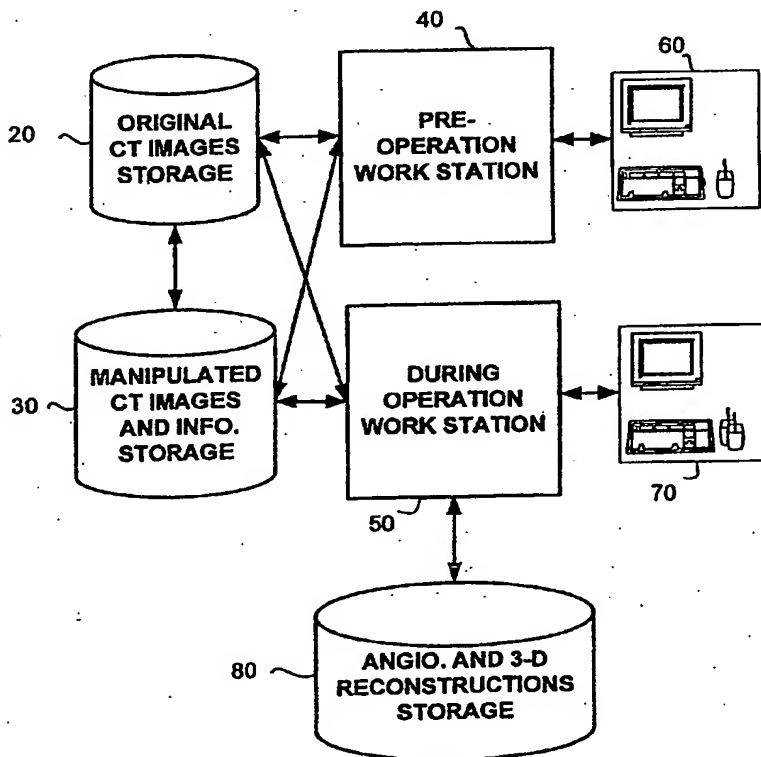 40
60
20
ORIGINAL
CT IMAGES
STORAGE
PRE-
OPERATION
WORK STATION
30
MANIPULATED
CT IMAGES
AND INFO.
STORAGE
DURING
OPERATION
WORK STATION
50
70
80
ANGIO. AND 3-D
RECONSTRUCTIONS
STORAGE